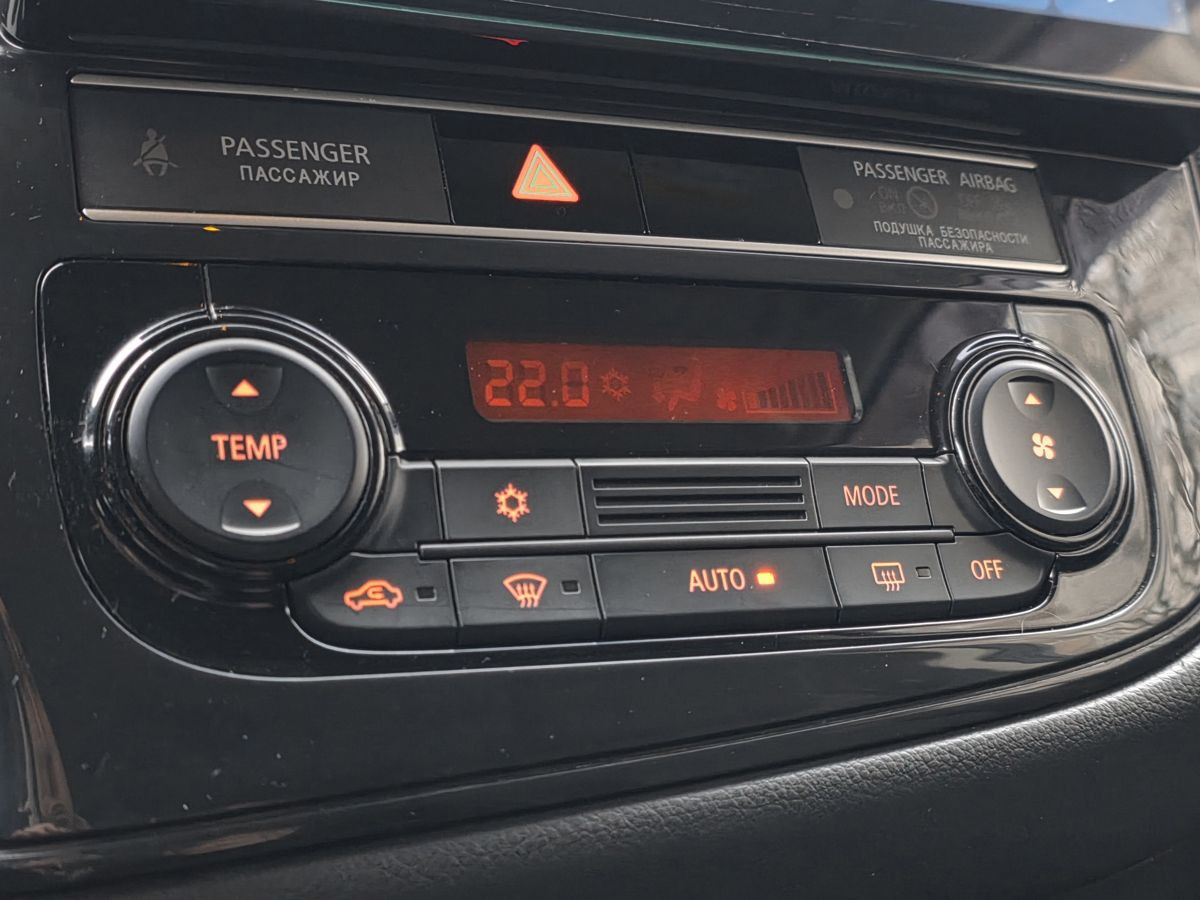 PASSENGER
ПАССАЖИР
PASSENGER AIRBAG
ПОДУШКА БЕЗОПАСНОСТИ
ПАССАЖИРА
22.0
TEMP
MODE
AUTO
OFF